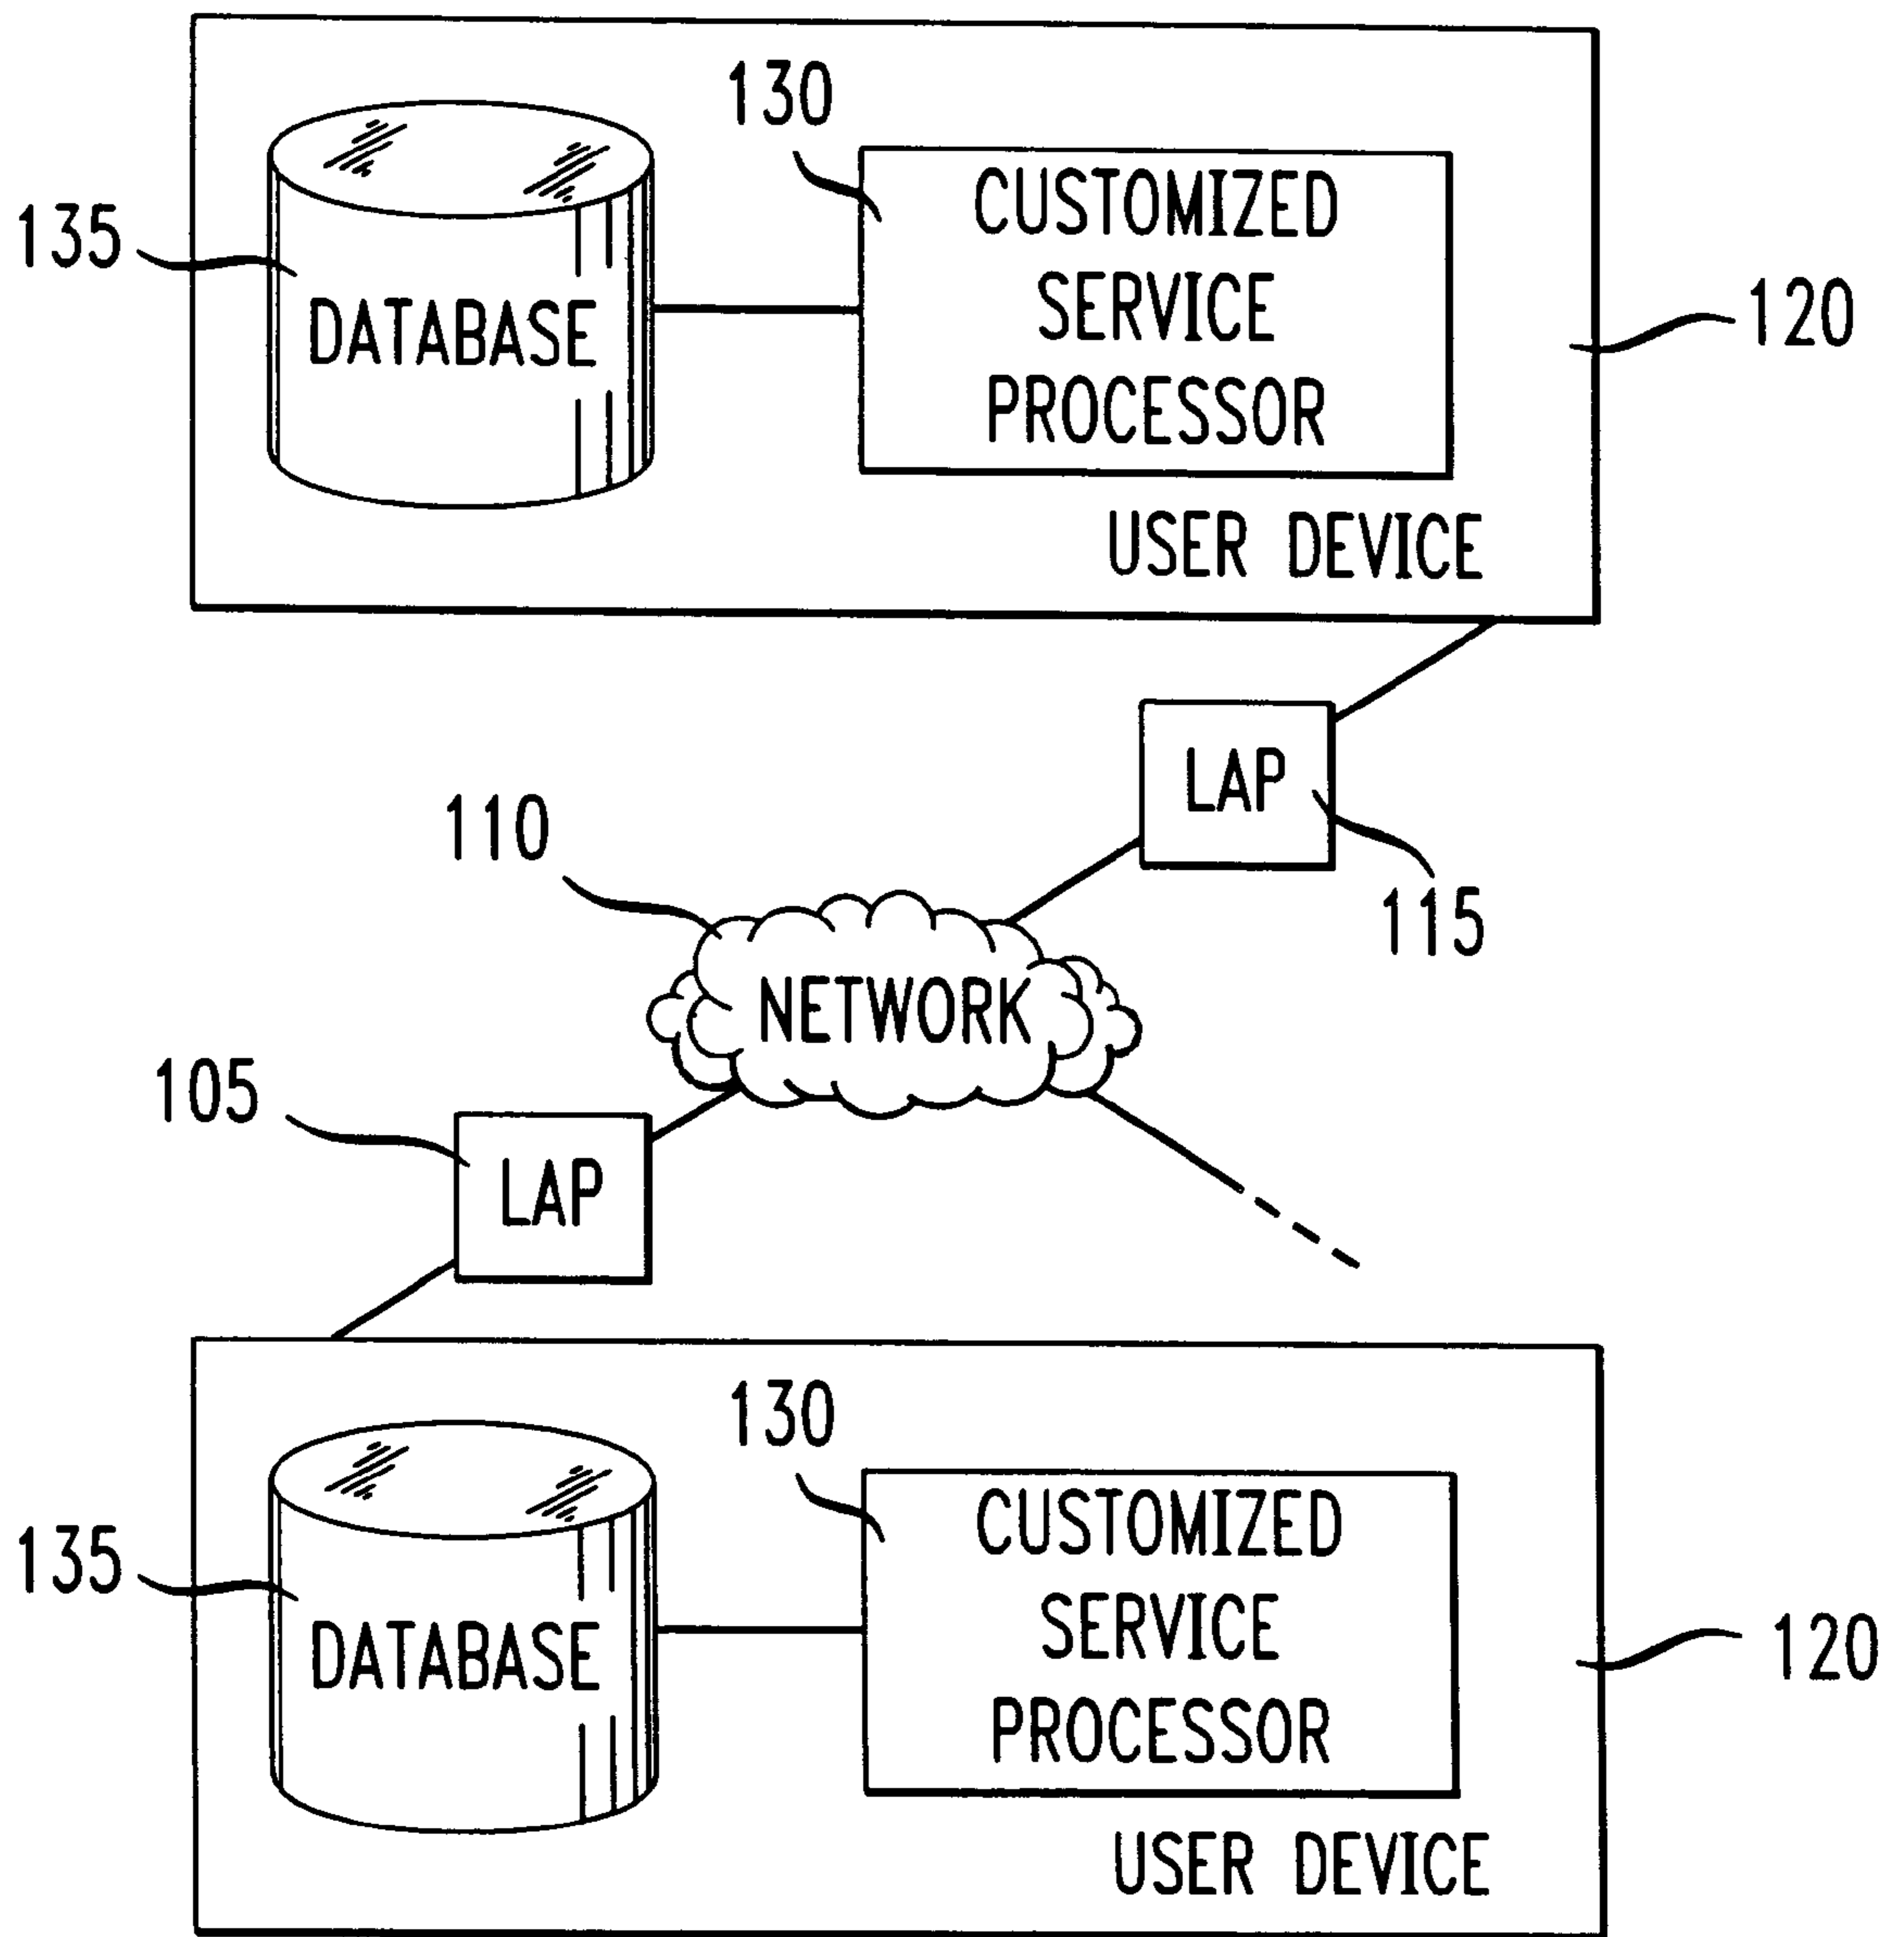 130
CUSTOMIZED
SERVICE
PROCESSOR
135
DATABASE
120
USER DEVICE
LAP
115
110
NETWORK
105
LAP
130
CUSTOMIZED
SERVICE
PROCESSOR
135
DATABASE
120
USER DEVICE